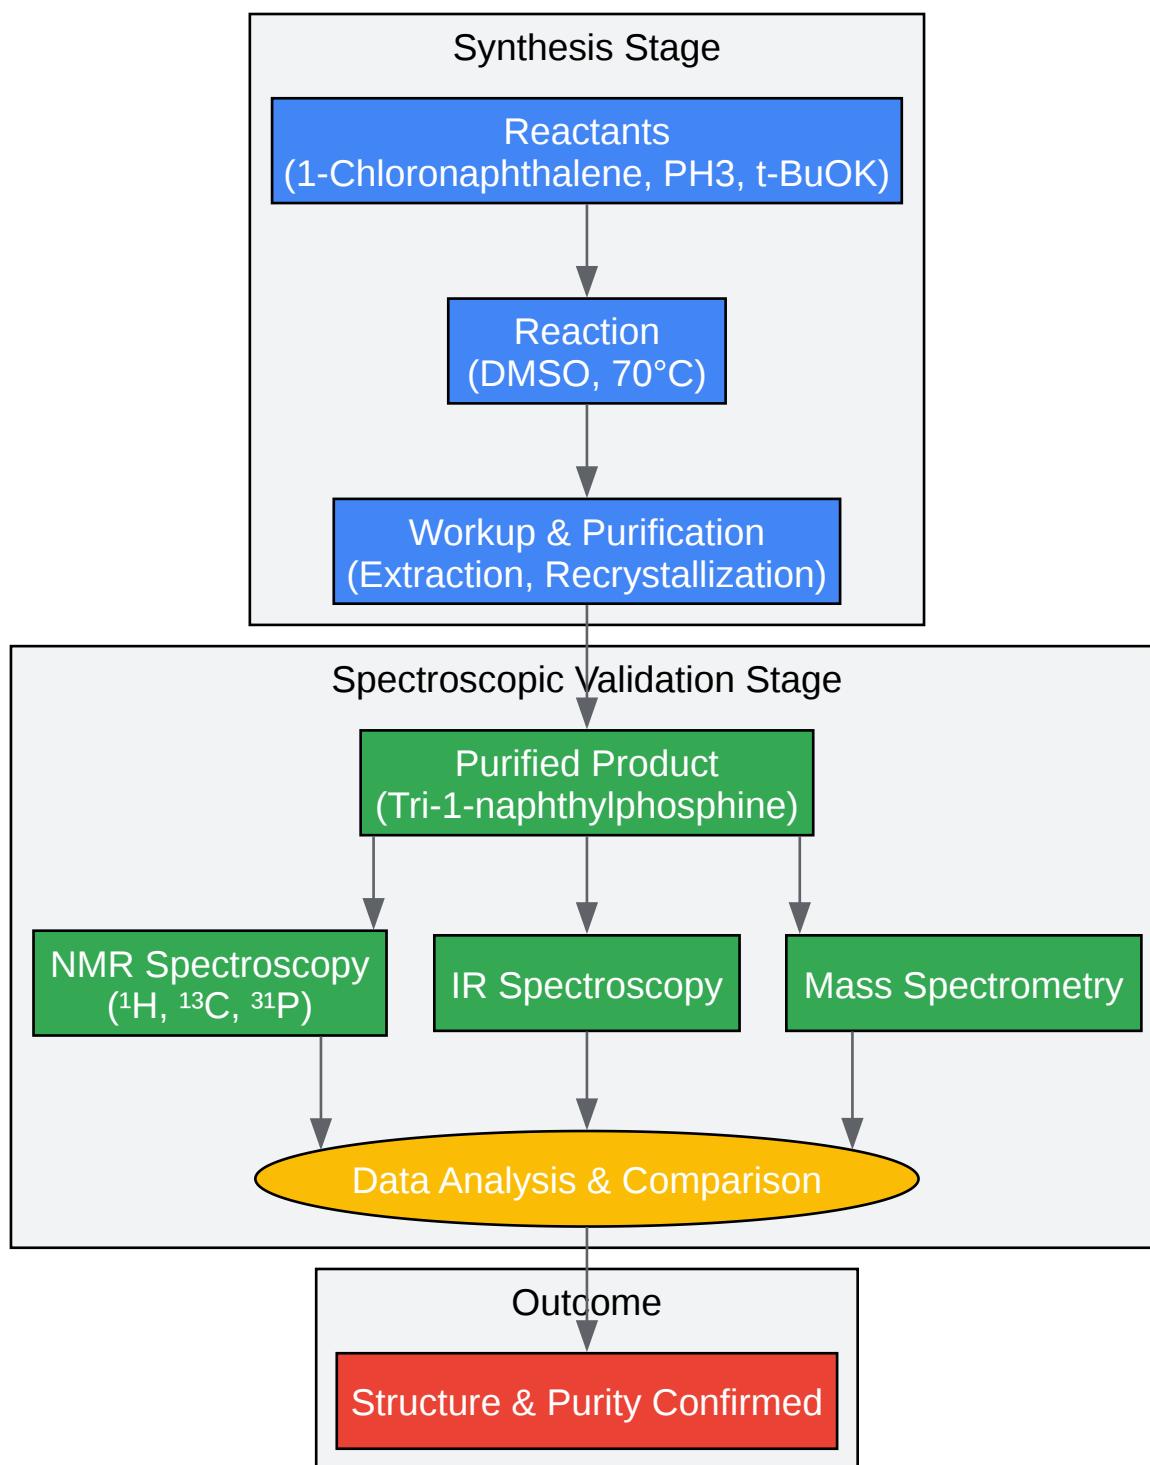 Synthesis Stage
Reactants
(1-Chloronaphthalene, PH3, t-BuOK)
Reaction
(DMSO, 70°C)
Workup & Purification
(Extraction, Recrystallization)
Spectroscopic Validation Stage
Purified Product
(Tri-1-naphthylphosphine)
NMR Spectroscopy
(¹H, ¹³C, ³¹P)
IR Spectroscopy
Mass Spectrometry
Data Analysis & Comparison
Outcome
Structure & Purity Confirmed